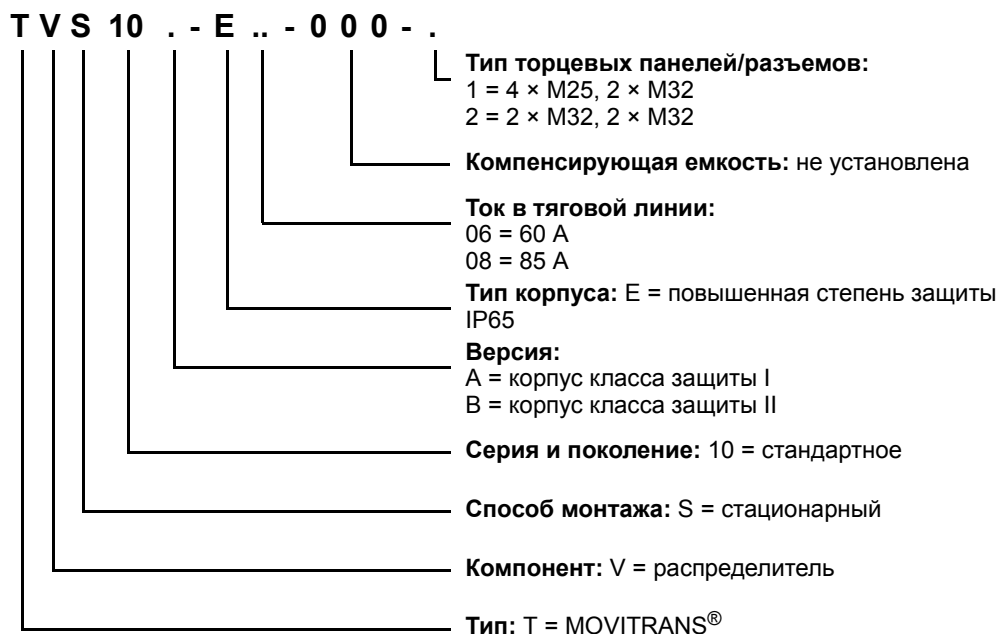 T V S 10 . - E .. - 0 0 0 - .
Тип торцевых панелей/разъемов:
1 = 4 × M25, 2 × M32
2 = 2 × M32, 2 × M32
Компенсирующая емкость: не установлена
Ток в тяговой линии:
06 = 60 A
08 = 85 A
Тип корпуса: E = повышенная степень защиты
IP65
Версия:
A = корпус класса защиты I
B = корпус класса защиты II
Серия и поколение: 10 = стандартное
Способ монтажа: S = стационарный
Компонент: V = распределитель
Тип: T = MOVITRANS®